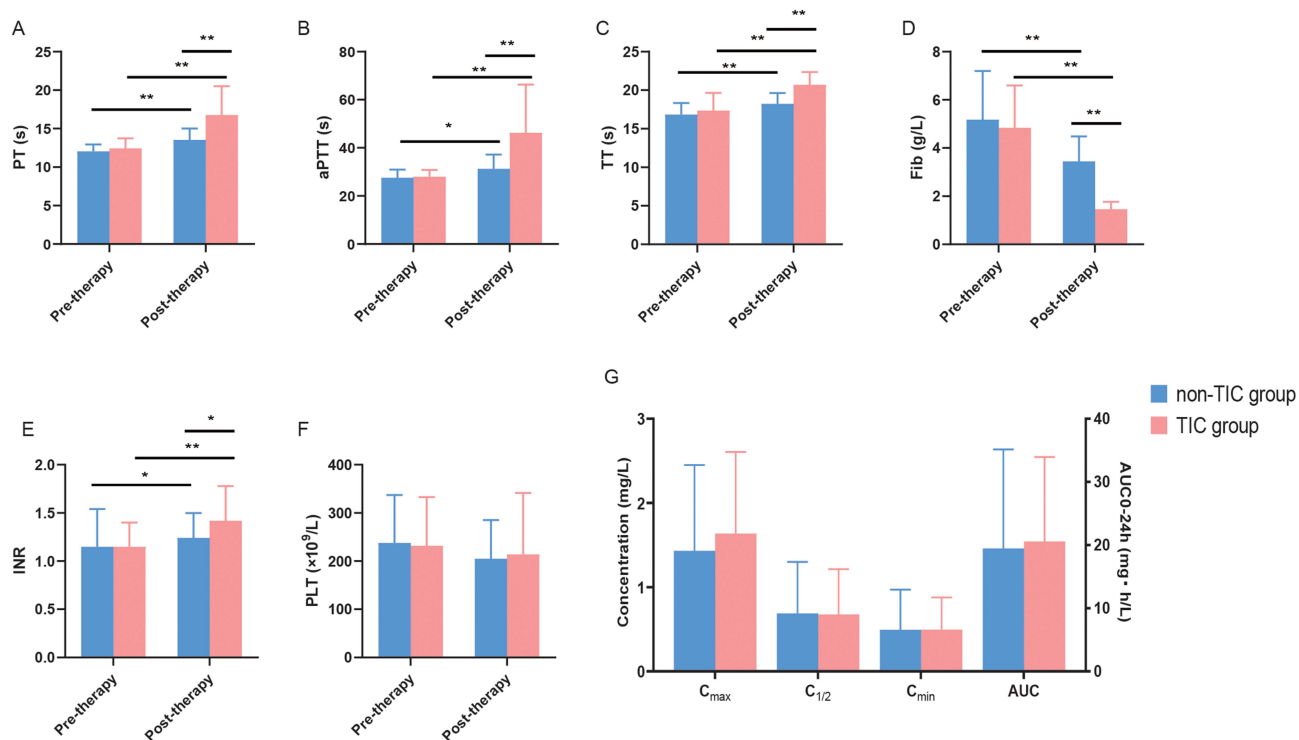 A
PT (s)
25
20
15
10
5
0
**
**
**
Pre-therapy
Post-therapy
B
aPTT (s)
80
60
40
20
0
*
**
**
Pre-therapy
Post-therapy
C
TT (s)
25
20
15
10
5
0
**
**
**
Pre-therapy
Post-therapy
D
Fib (g/L)
8
6
4
2
0
**
**
**
Pre-therapy
Post-therapy
E
INR
2.0
1.5
1.0
0.5
0.0
*
**
*
Pre-therapy
Post-therapy
F
PLT (×10⁹/L)
400
300
200
100
0
Pre-therapy
Post-therapy
G
Concentration (mg/L)
3
2
1
0
Cmax
C1/2
Cmin
AUC
40
30
20
10
0
AUC0-24h (mg· h/L)
non-TIC group
TIC group